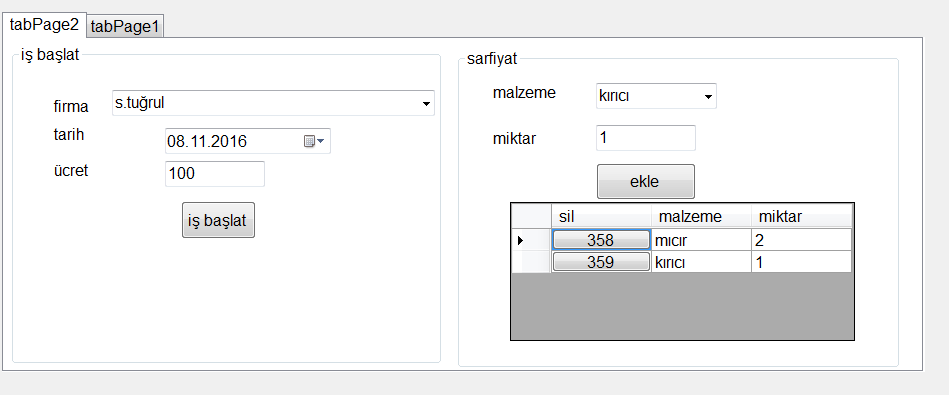 tabPage2 tabPage1
iş başlat
firma s.tuğrul
tarih 08.11.2016
ücret 100
iş başlat
sarfiyat
malzeme kırıcı
miktar 1
ekle
sil malzeme miktar
358 mıcır 2
359 kırıcı 1